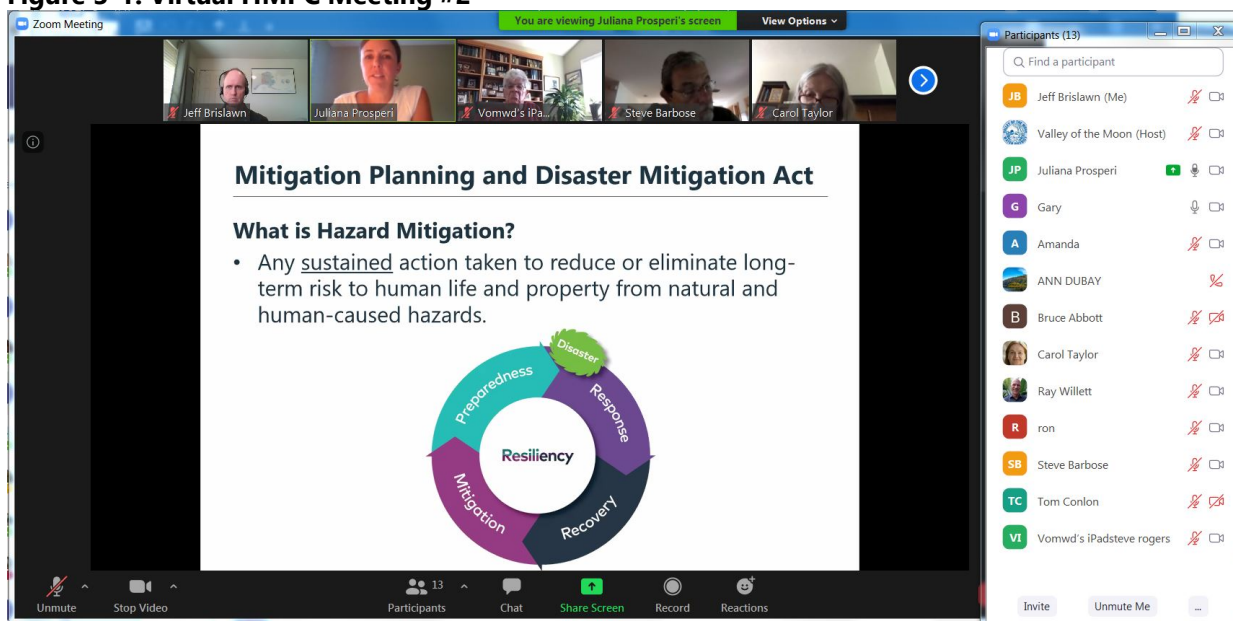 Figure 3-1: Virtual HMPC Meeting #2
Zoom Meeting
You are viewing Juliana Prosperi's screen
View Options
Jeff Brislawn
Juliana Prosperi
Vomwd's iPa...
Steve Barbose
Carol Taylor
Mitigation Planning and Disaster Mitigation Act
What is Hazard Mitigation?
• Any sustained action taken to reduce or eliminate long-
term risk to human life and property from natural and
human-caused hazards.
Disaster
Preparedness
Response
Resiliency
Mitigation
Recovery
Unmute
Stop Video
13
Participants
Chat
Share Screen
Record
Reactions
Participants (13)
Find a participant
JB Jeff Brislawn (Me)
Valley of the Moon (Host)
JP Juliana Prosperi
G Gary
A Amanda
ANN DUBAY
B Bruce Abbott
Carol Taylor
Ray Willett
R ron
SB Steve Barbose
TC Tom Conlon
VI Vomwd's iPadsteve rogers
Invite
Unmute Me
...